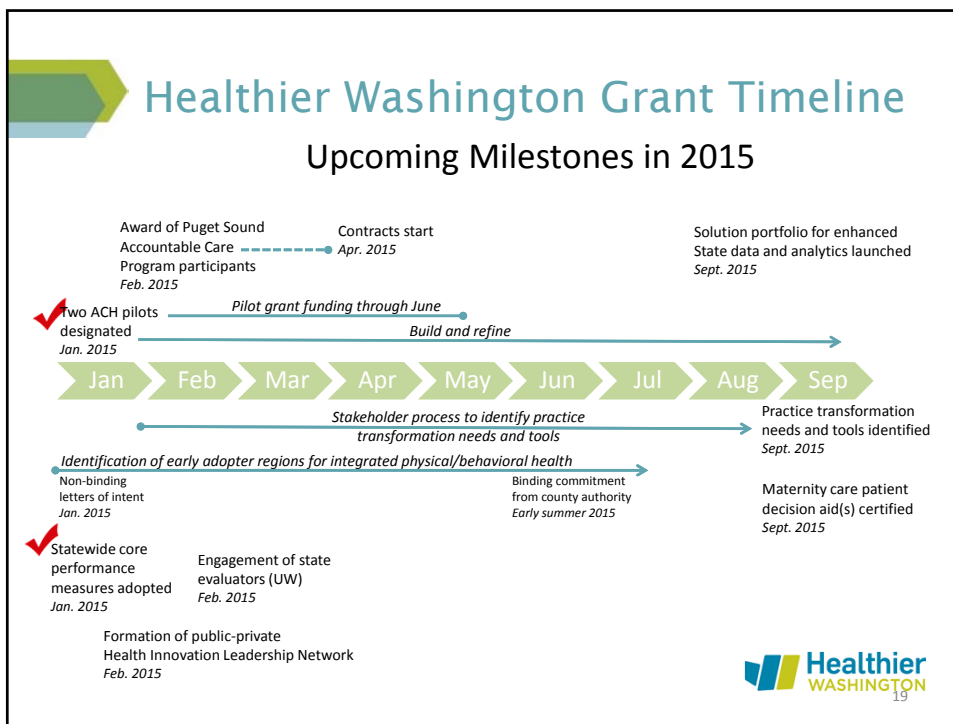 Healthier Washington Grant Timeline
Upcoming Milestones in 2015
Award of Puget Sound
Accountable Care
Program participants
Feb. 2015
Contracts start
Apr. 2015
Solution portfolio for enhanced
State data and analytics launched
Sept. 2015
Two ACH pilots
designated
Jan. 2015
Pilot grant funding through June
Build and refine
Jan
Feb
Mar
Apr
May
Jun
Jul
Aug
Sep
Stakeholder process to identify practice
transformation needs and tools
Practice transformation
needs and tools identified
Sept. 2015
Identification of early adopter regions for integrated physical/behavioral health
Non-binding
letters of intent
Jan. 2015
Binding commitment
from county authority
Early summer 2015
Maternity care patient
decision aid(s) certified
Sept. 2015
Statewide core
performance
measures adopted
Jan. 2015
Engagement of state
evaluators (UW)
Feb. 2015
Formation of public-private
Health Innovation Leadership Network
Feb. 2015
Healthier
WASHINGTON
19